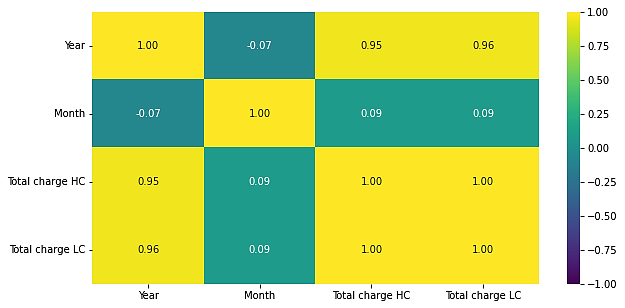 Year 1.00 -0.07 0.95 0.96
Month -0.07 1.00 0.09 0.09
Total charge HC 0.95 0.09 1.00 1.00
Total charge LC 0.96 0.09 1.00 1.00
Year Month Total charge HC Total charge LC
1.00
0.75
0.50
0.25
0.00
−0.25
−0.50
−0.75
−1.00